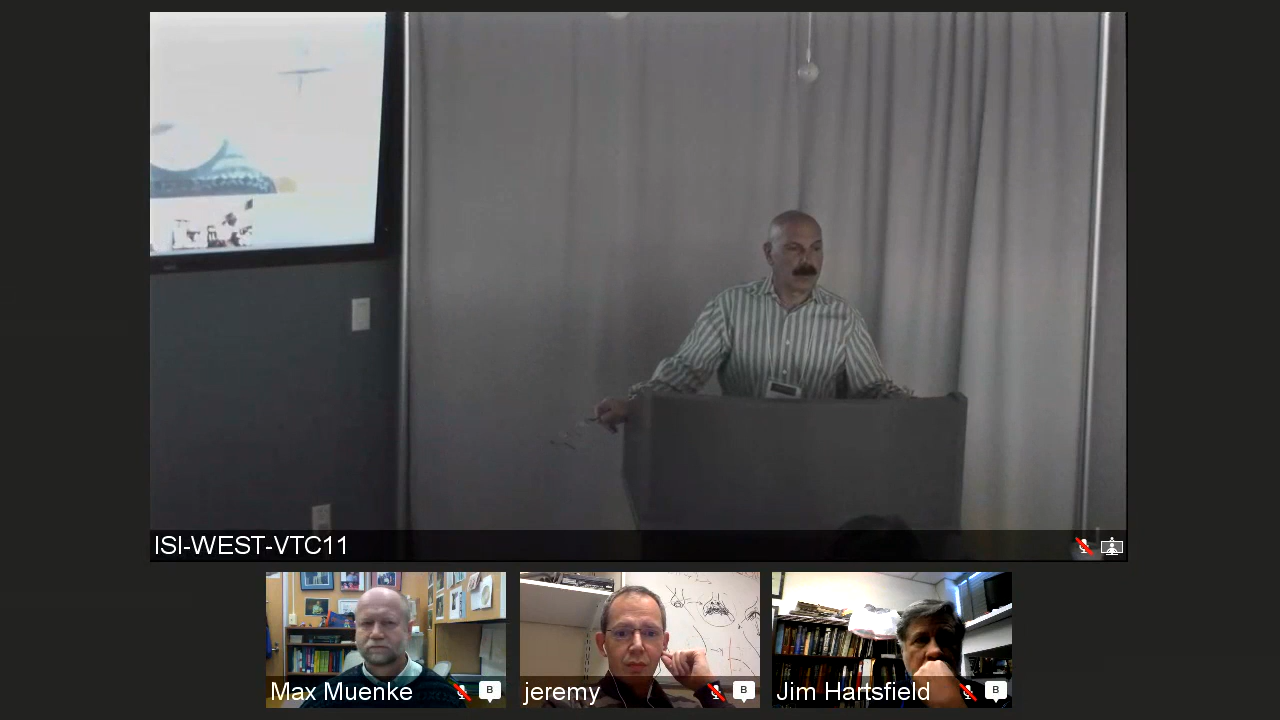 ISI-WEST-VTC11
Max Muenke
B
jeremy
B
Jim Hartsfield
B